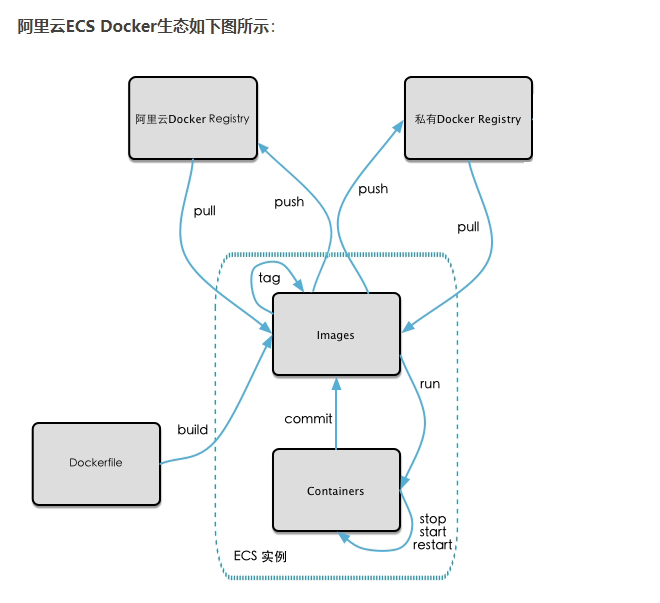 阿里云ECS Docker生态如下图所示：
阿里云Docker Registry
私有Docker Registry
pull
push
push
pull
tag
Images
run
commit
build
Dockerfile
Containers
stop
start
restart
ECS 实例